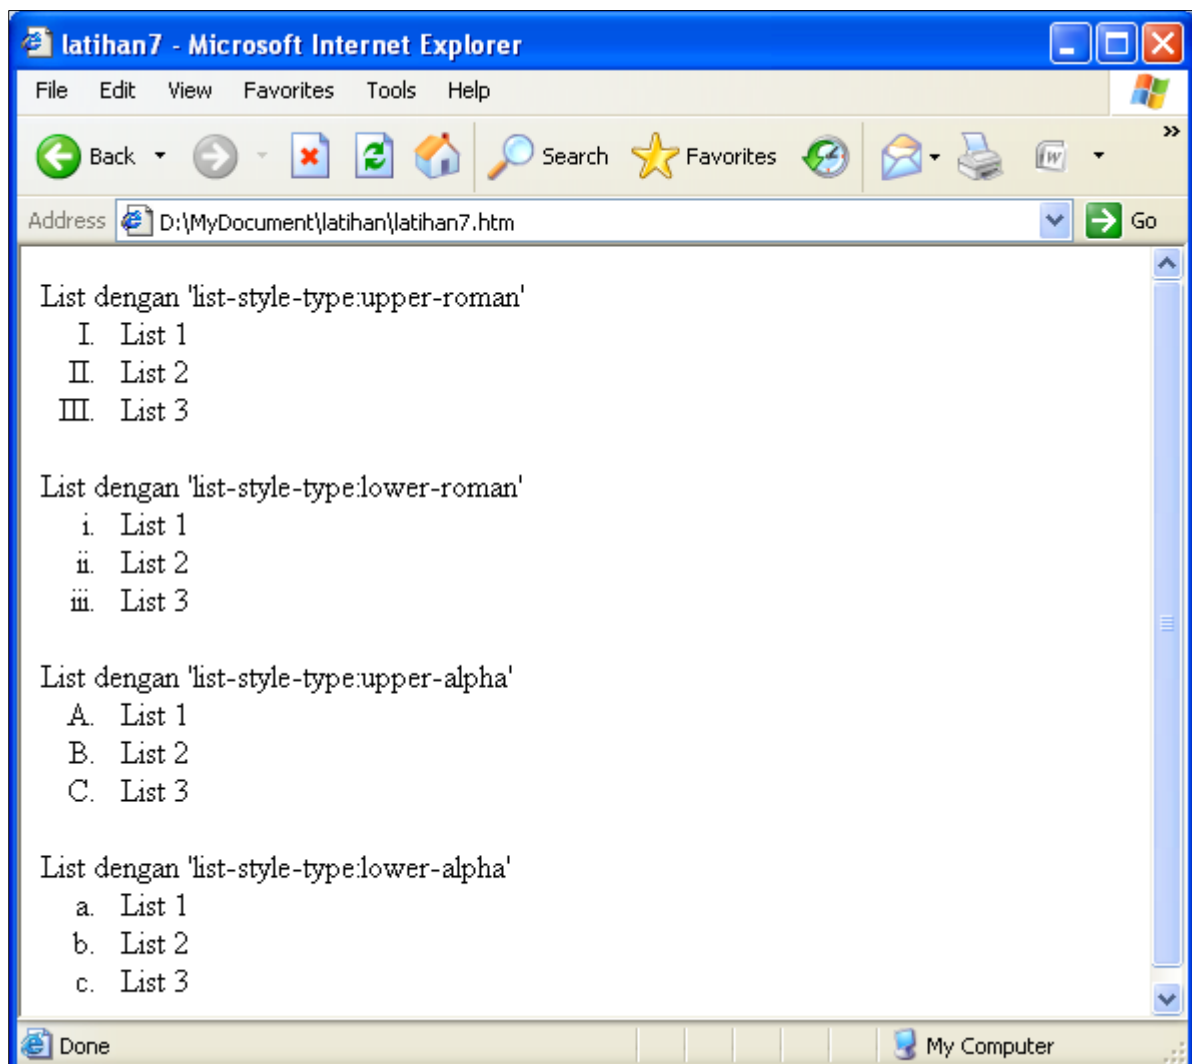 latihan7 - Microsoft Internet Explorer
File Edit View Favorites Tools Help
Back Search Favorites W »
Address D:\MyDocument\latihan\latihan7.htm Go
List dengan 'list-style-type:upper-roman'
I. List 1
II. List 2
III. List 3
List dengan 'list-style-type:lower-roman'
i. List 1
ii. List 2
iii. List 3
List dengan 'list-style-type:upper-alpha'
A. List 1
B. List 2
C. List 3
List dengan 'list-style-type:lower-alpha'
a. List 1
b. List 2
c. List 3
Done My Computer